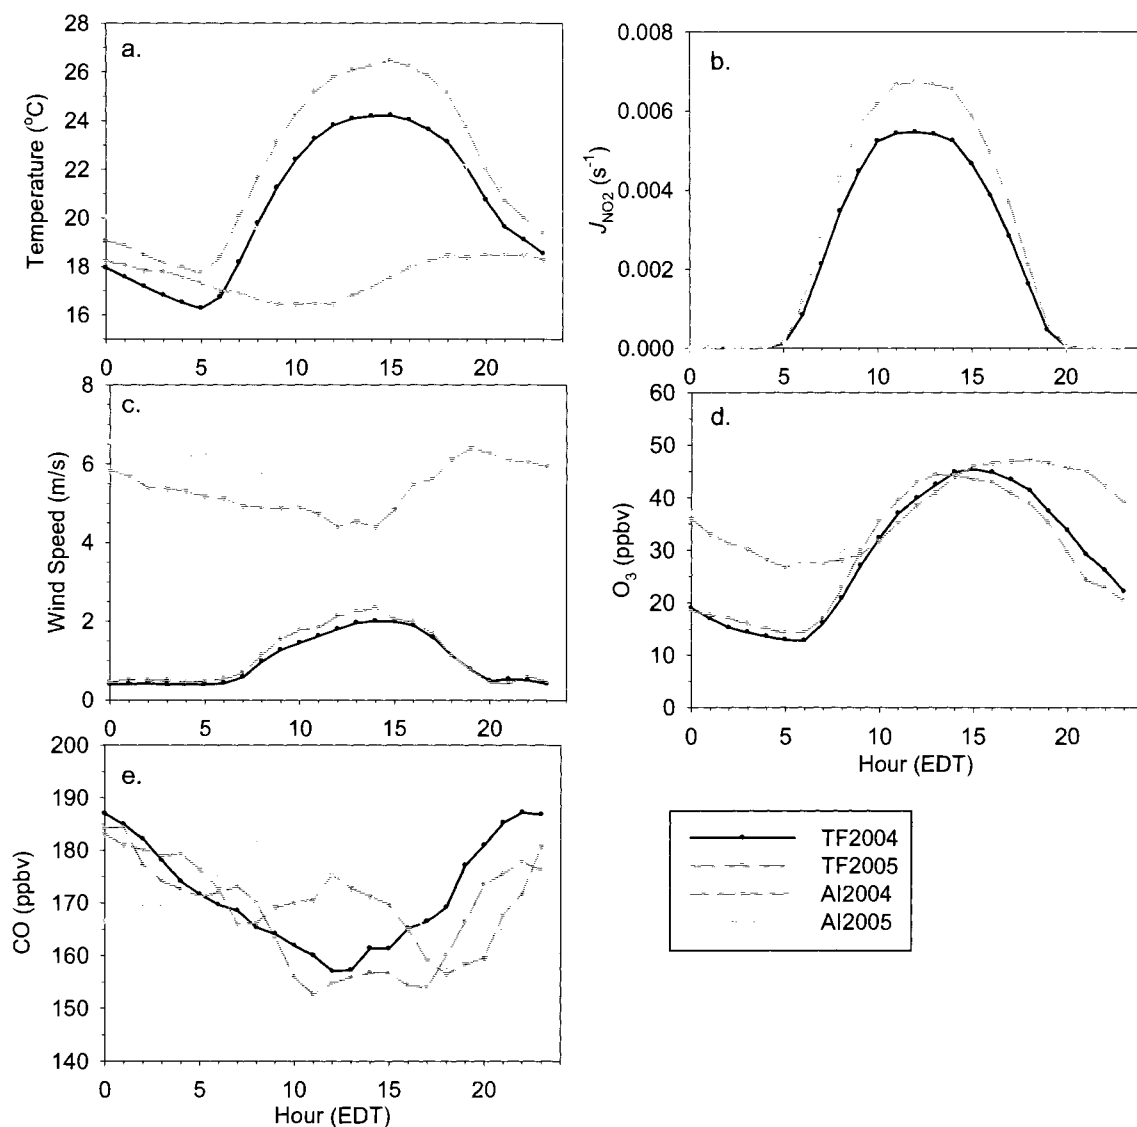 a.
Temperature (°C)
28
26
24
22
20
18
16
0 5 10 15 20
b.
J NO2 (s-1)
0.008
0.006
0.004
0.002
0.000
0 5 10 15 20
c.
Wind Speed (m/s)
8
6
4
2
0
0 5 10 15 20
d.
O3 (ppbv)
60
50
40
30
20
10
0
0 5 10 15 20
Hour (EDT)
e.
CO (ppbv)
200
190
180
170
160
150
140
0 5 10 15 20
Hour (EDT)
TF2004
TF2005
AI2004
AI2005